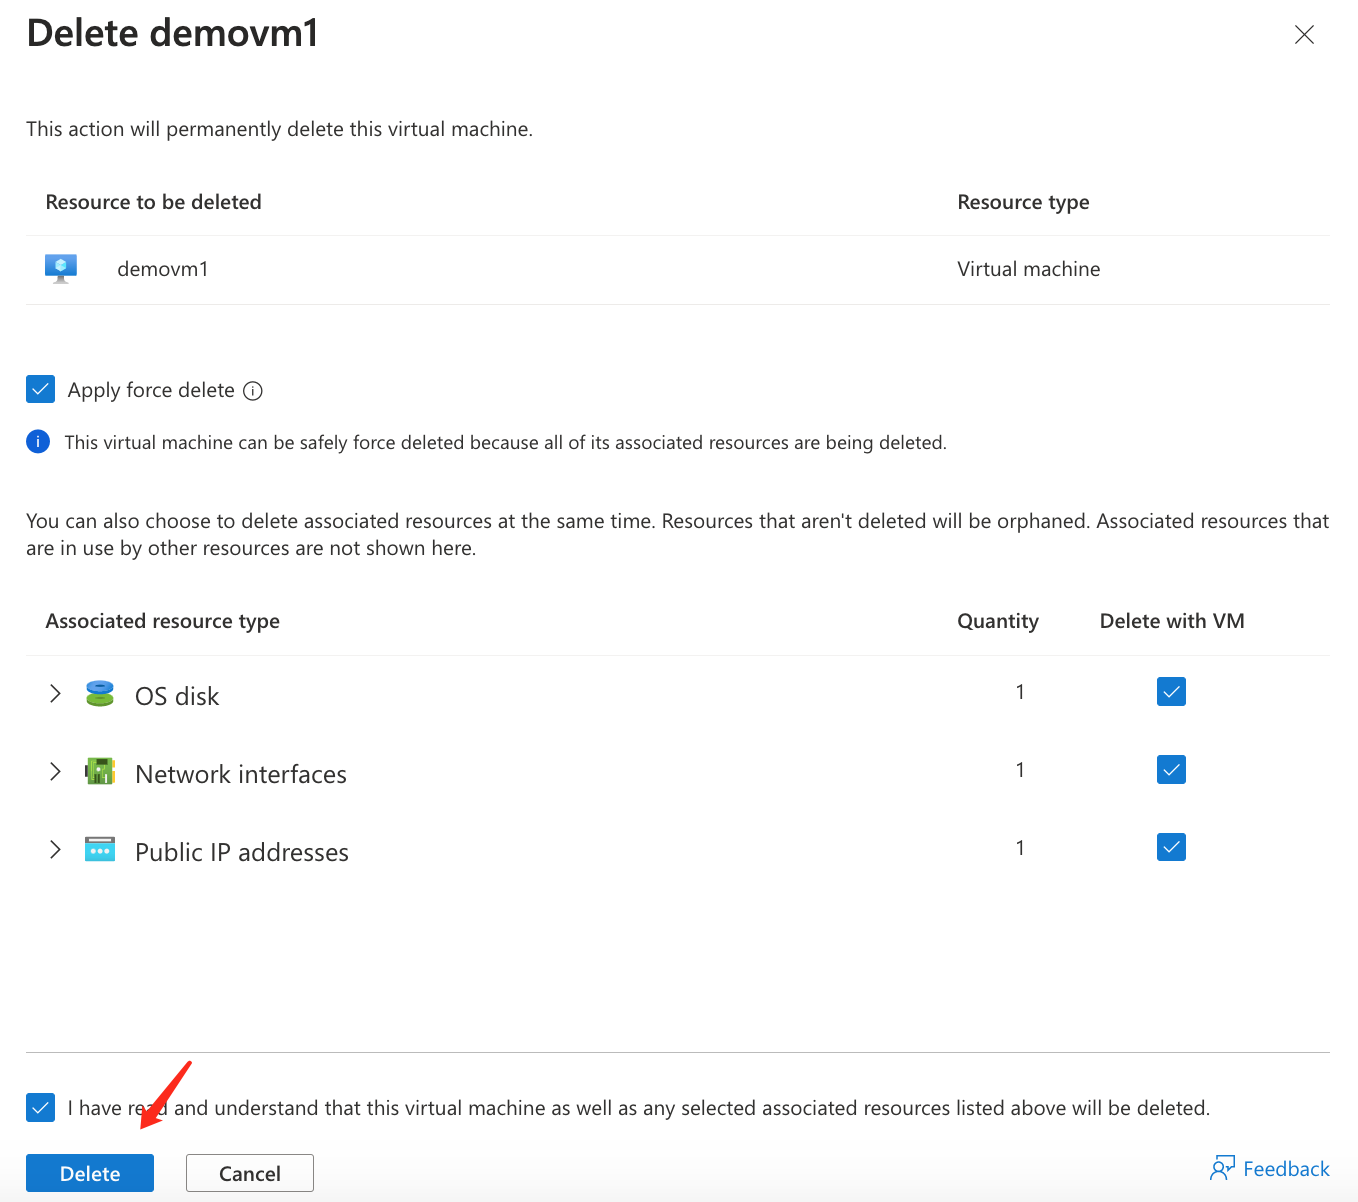 Delete demovm1
This action will permanently delete this virtual machine.
Resource to be deleted Resource type
demovm1 Virtual machine
Apply force delete
This virtual machine can be safely force deleted because all of its associated resources are being deleted.
You can also choose to delete associated resources at the same time. Resources that aren't deleted will be orphaned. Associated resources that
are in use by other resources are not shown here.
Associated resource type Quantity Delete with VM
OS disk 1
Network interfaces 1
Public IP addresses 1
I have read and understand that this virtual machine as well as any selected associated resources listed above will be deleted.
Delete Cancel Feedback